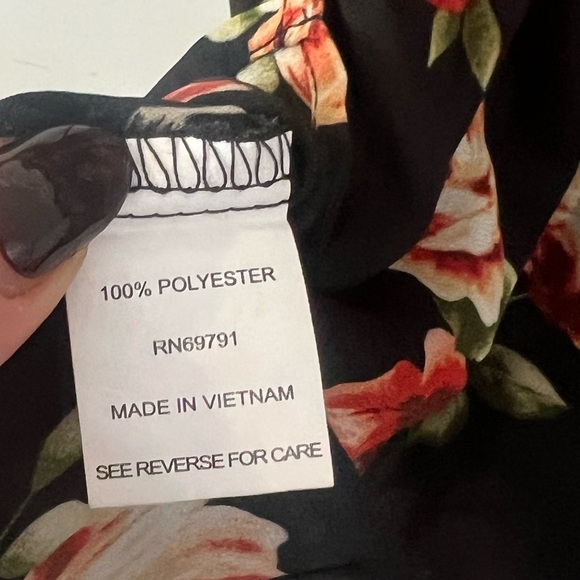 100% POLYESTER
RN69791
MADE IN VIETNAM
SEE REVERSE FOR CARE